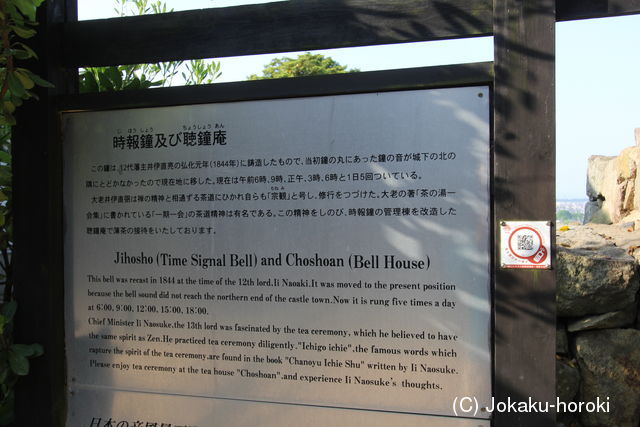 じほうしょう ちょうしょうあん
時報鐘及び聴鐘庵
この鐘は、12代藩主井伊直亮の弘化元年(1844年)に鋳造したもので、当初鐘の丸にあった鐘の音が城下の北の
隅にとどかなかったので現在地に移した。現在は午前6時、9時、正午、3時、6時と1日5回ついている。
大老井伊直弼は禅の精神と相通ずる茶道にひかれ自らも「宗観」と号し、修行をつづけた。大老の著「茶の湯一
会集」に書かれている「一期一会」の茶道精神は有名である。この精神をしのび、時報鐘の管理棟を改造した
聴鐘庵で薄茶の接待をいたしております。
Jihosho (Time Signal Bell) and Choshoan (Bell House)
This bell was recast in 1844 at the time of the 12th lord.Ii Naoaki.It was moved to the present position
because the bell sound did not reach the northern end of the castle town.Now it is rung five times a day
at 6:00, 9:00, 12:00, 15:00, 18:00.
Chief Minister Ii Naosuke.the 13th lord was fascinated by the tea ceremony, which he believed to have
the same spirit as Zen.He practiced tea ceremony diligently."Ichigo ichie",the famous words which
capture the spirit of the tea ceremony,are found in the book "Chanoyu Ichie Shu" written by Ii Naosuke.
Please enjoy tea ceremony at the tea house "Choshoan",and experience Ii Naosuke's thoughts.
(C) Jokaku-horoki